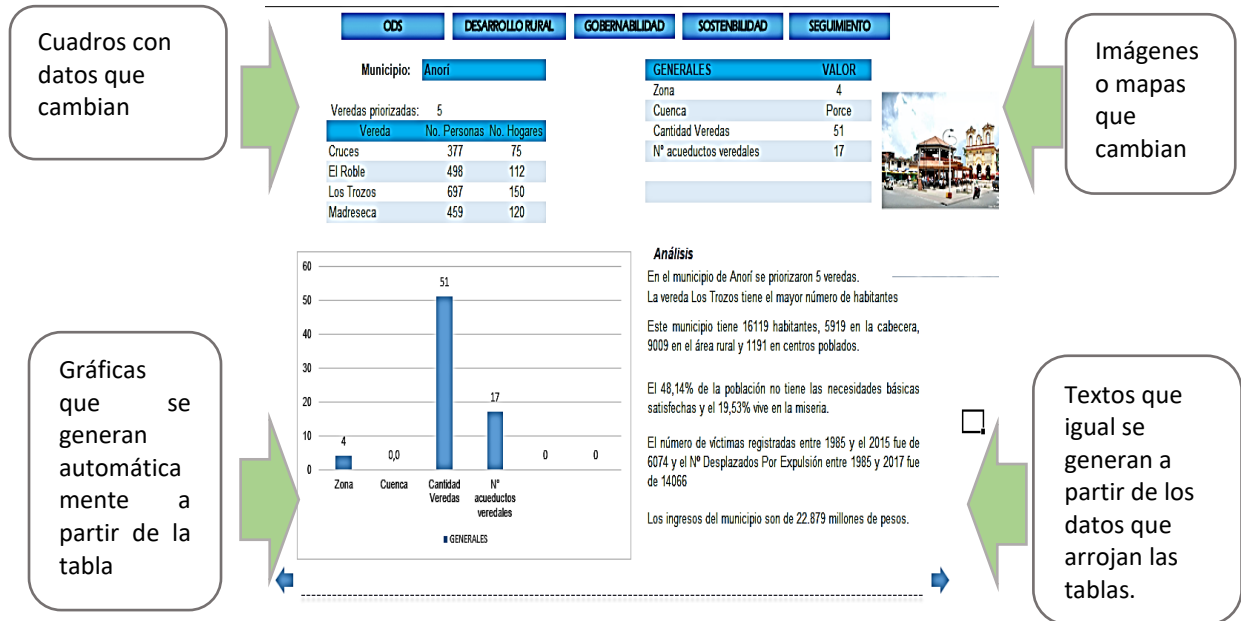 Cuadros con
datos que
cambian
ODS DESARROLLO RURAL GOBERNABILIDAD SOSTENBILIDAD SEGUIMIENTO
Municipio: Anorí
Veredas priorizadas: 5
Vereda No. Personas No. Hogares
Cruces 377 75
El Roble 498 112
Los Trozos 697 150
Madreseca 459 120
GENERALES VALOR
Zona 4
Cuenca Porce
Cantidad Veredas 51
N° acueductos veredales 17
Imágenes
o mapas
que
cambian
Gráficas
que se
generan
automática
mente a
partir de la
tabla
60
50
40
30
20
10
0
4
0,0
51
17
0
0
Zona
Cuenca
Cantidad
Veredas
N°
acueductos
veredales
GENERALES
Análisis
En el municipio de Anorí se priorizaron 5 veredas.
La vereda Los Trozos tiene el mayor número de habitantes
Este municipio tiene 16119 habitantes, 5919 en la cabecera,
9009 en el área rural y 1191 en centros poblados.
El 48,14% de la población no tiene las necesidades básicas
satisfechas y el 19,53% vive en la miseria.
El número de víctimas registradas entre 1985 y el 2015 fue de
6074 y el Nº Desplazados Por Expulsión entre 1985 y 2017 fue
de 14066
Los ingresos del municipio son de 22.879 millones de pesos.
Textos que
igual se
generan a
partir de los
datos que
arrojan las
tablas.